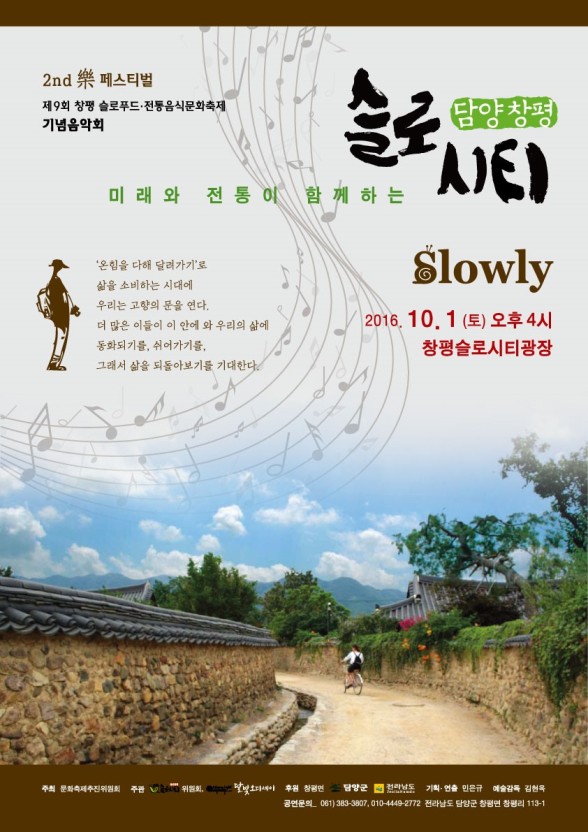 2nd 樂 페스티벌
제9회 창평 슬로푸드·전통음식문화축제
기념음악회
슬로
담양창평
시티
미래와 전통이 함께하는
Slowly
'온힘을 다해 달려가기'로
삶을 소비하는 시대에
우리는 고향의 문을 연다.
더 많은 이들이 이 안에 와 우리의 삶에
동화되기를, 쉬어가기를,
그래서 삶을 되돌아보기를 기대한다.
2016. 10. 1 (토) 오후 4시
창평슬로시티광장
주최 문화축제추진위원회 주관 위원회, 달빛오디세이 후원 창평면 담양군 전라남도 기획·연출 민은규 예술감독 김현옥
공연문의_ 061) 383-3807, 010-4449-2772 전라남도 담양군 창평면 창평리 113-1